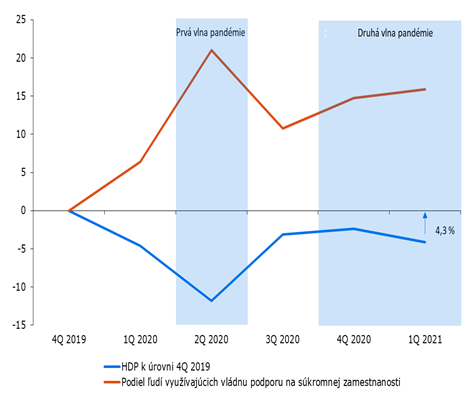 25
Prvá vlna pandémie
Druhá vlna pandémie
20
15
10
5
0
4,3 %
-5
-10
-15
4Q 2019 1Q 2020 2Q 2020 3Q 2020 4Q 2020 1Q 2021
HDP k úrovni 4Q 2019
Podiel ľudí využívajúcich vládnu podporu na súkromnej zamestnanosti